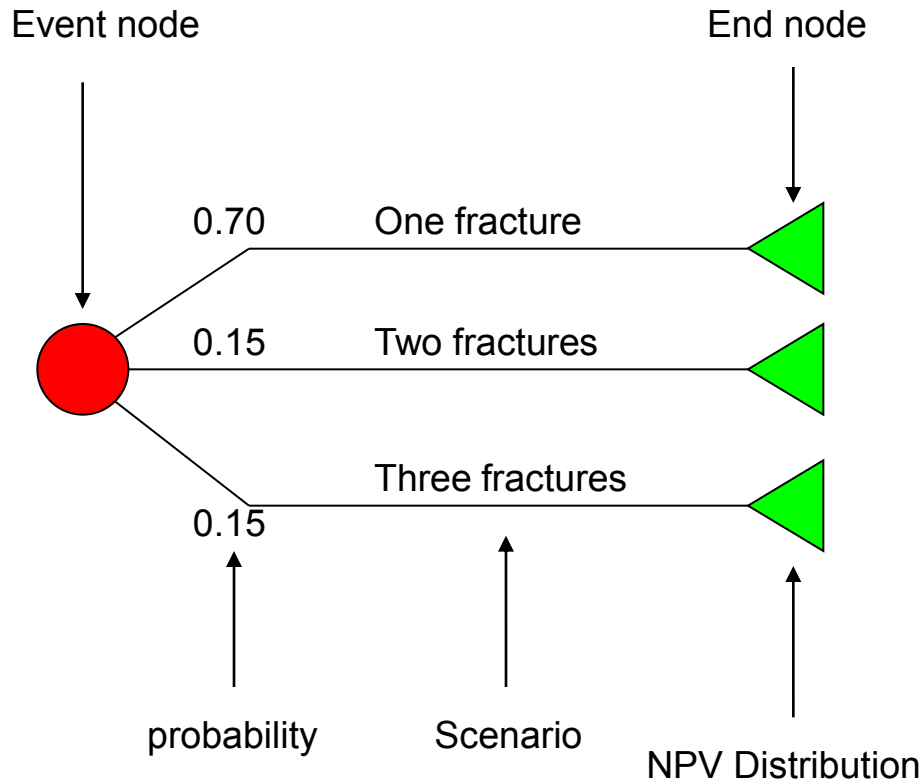 Event node
End node
0.70
One fracture
0.15
Two fractures
Three fractures
0.15
probability
Scenario
NPV Distribution